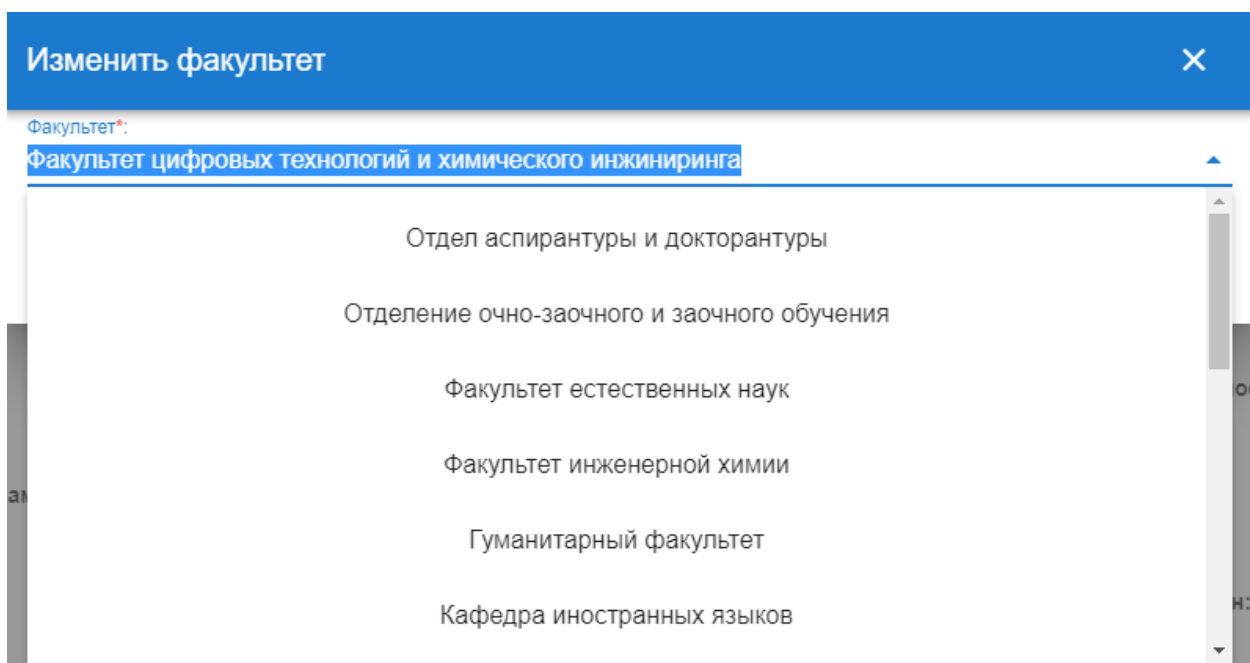 Изменить факультет
Факультет*:
Факультет цифровых технологий и химического инжиниринга
Отдел аспирантуры и докторантуры
Отделение очно-заочного и заочного обучения
Факультет естественных наук
Факультет инженерной химии
Гуманитарный факультет
Кафедра иностранных языков